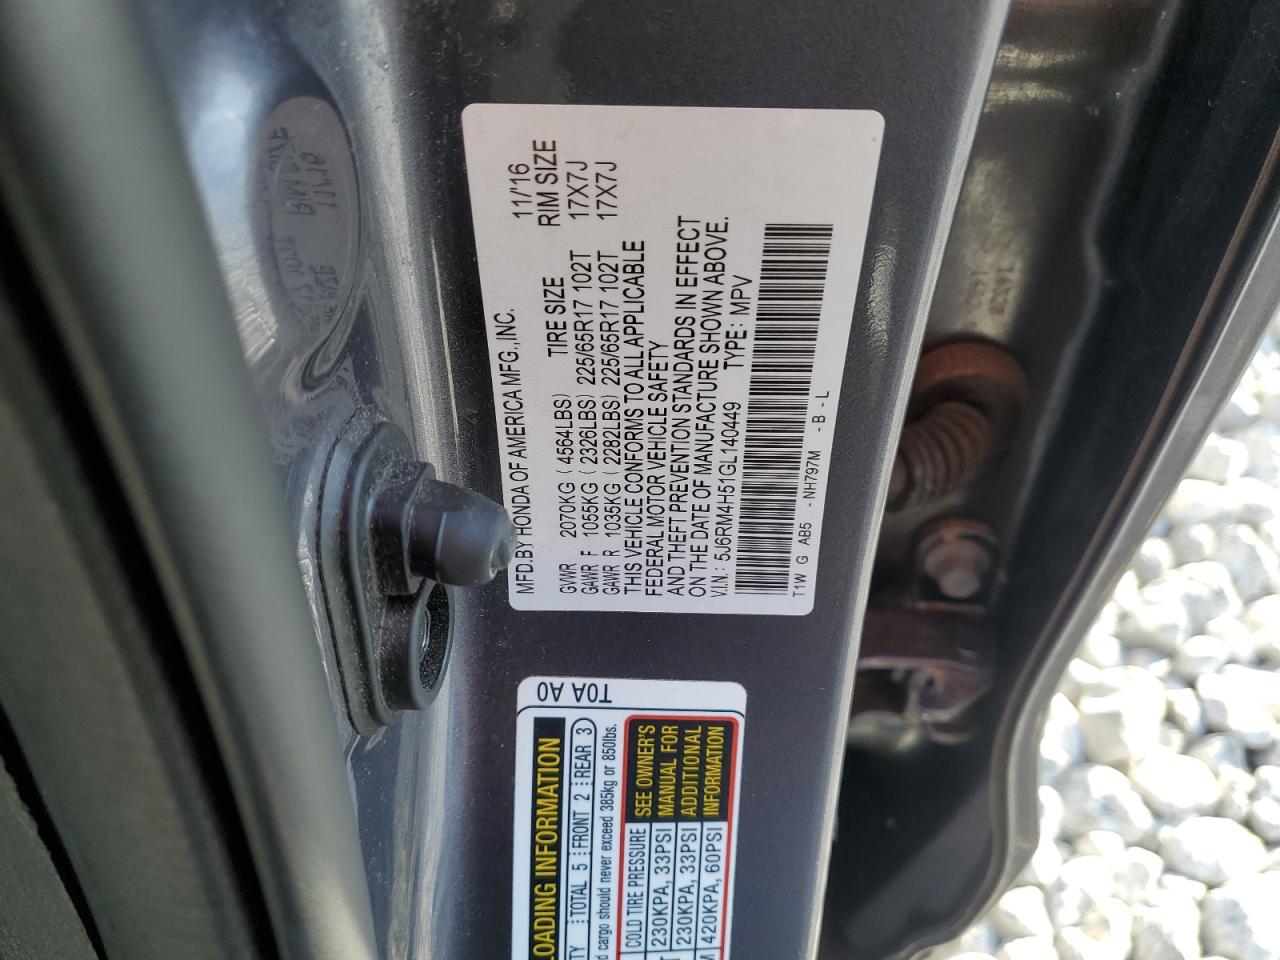 MFD.BY HONDA OF AMERICA MFG.,INC. 11/'16
TIRE SIZE RIM SIZE
GVWR 2070KG ( 4564LBS)
GAWR F 1055KG ( 2326LBS) 225/65R17 102T 17X7J
GAWR R 1035KG ( 2282LBS) 225/65R17 102T 17X7J
THIS VEHICLE CONFORMS TO ALL APPLICABLE
FEDERAL MOTOR VEHICLE SAFETY
AND THEFT PREVENTION STANDARDS IN EFFECT
ON THE DATE OF MANUFACTURE SHOWN ABOVE.
V.I.N.: 5J6RM4H51GL140449 TYPE: MPV
T1W G AB5 - NH797M - B - L
T0A A0
LOADING INFORMATION
TOTAL 5 FRONT 2 REAR 3
cargo should never exceed 385kg or 850lbs.
COLD TIRE PRESSURE
230KPA, 33PSI
230KPA, 33PSI
420KPA, 60PSI
SEE OWNER'S
MANUAL FOR
ADDITIONAL
INFORMATION